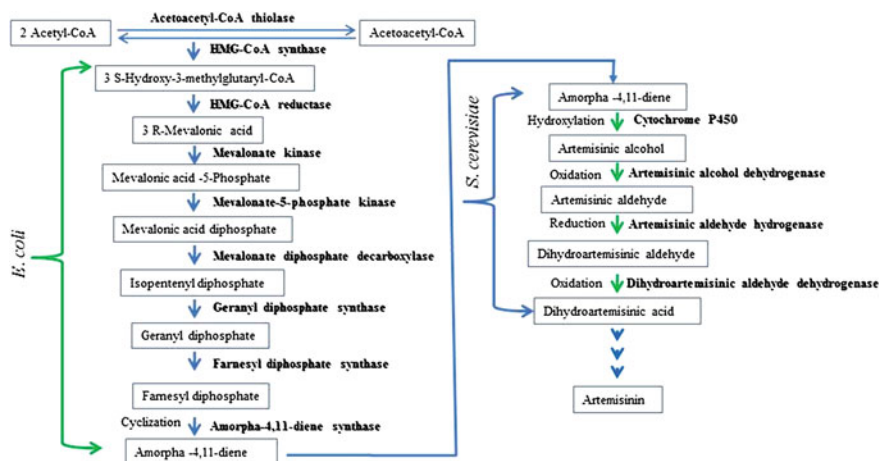 Acetoacetyl-CoA thiolase
2 Acetyl-CoA
Acetoacetyl-CoA
HMG-CoA synthase
3 S-Hydroxy-3-methylglutaryl-CoA
HMG-CoA reductase
3 R-Mevalonic acid
Mevalonate kinase
Mevalonic acid -5-Phosphate
Mevalonate-5-phosphate kinase
Mevalonic acid diphosphate
Mevalonate diphosphate decarboxylase
Isopentenyl diphosphate
Geranyl diphosphate synthase
Geranyl diphosphate
Farnesyl diphosphate synthase
Farnesyl diphosphate
Cyclization
Amorpha-4,11-diene synthase
Amorpha -4,11-diene
E. coli
S. cerevisiae
Amorpha -4,11-diene
Hydroxylation
Cytochrome P450
Artemisinic alcohol
Oxidation
Artemisinic alcohol dehydrogenase
Artemisinic aldehyde
Reduction
Artemisinic aldehyde hydrogenase
Dihydroartemisinic aldehyde
Oxidation
Dihydroartemisinic aldehyde dehydrogenase
Dihydroartemisinic acid
Artemisinin